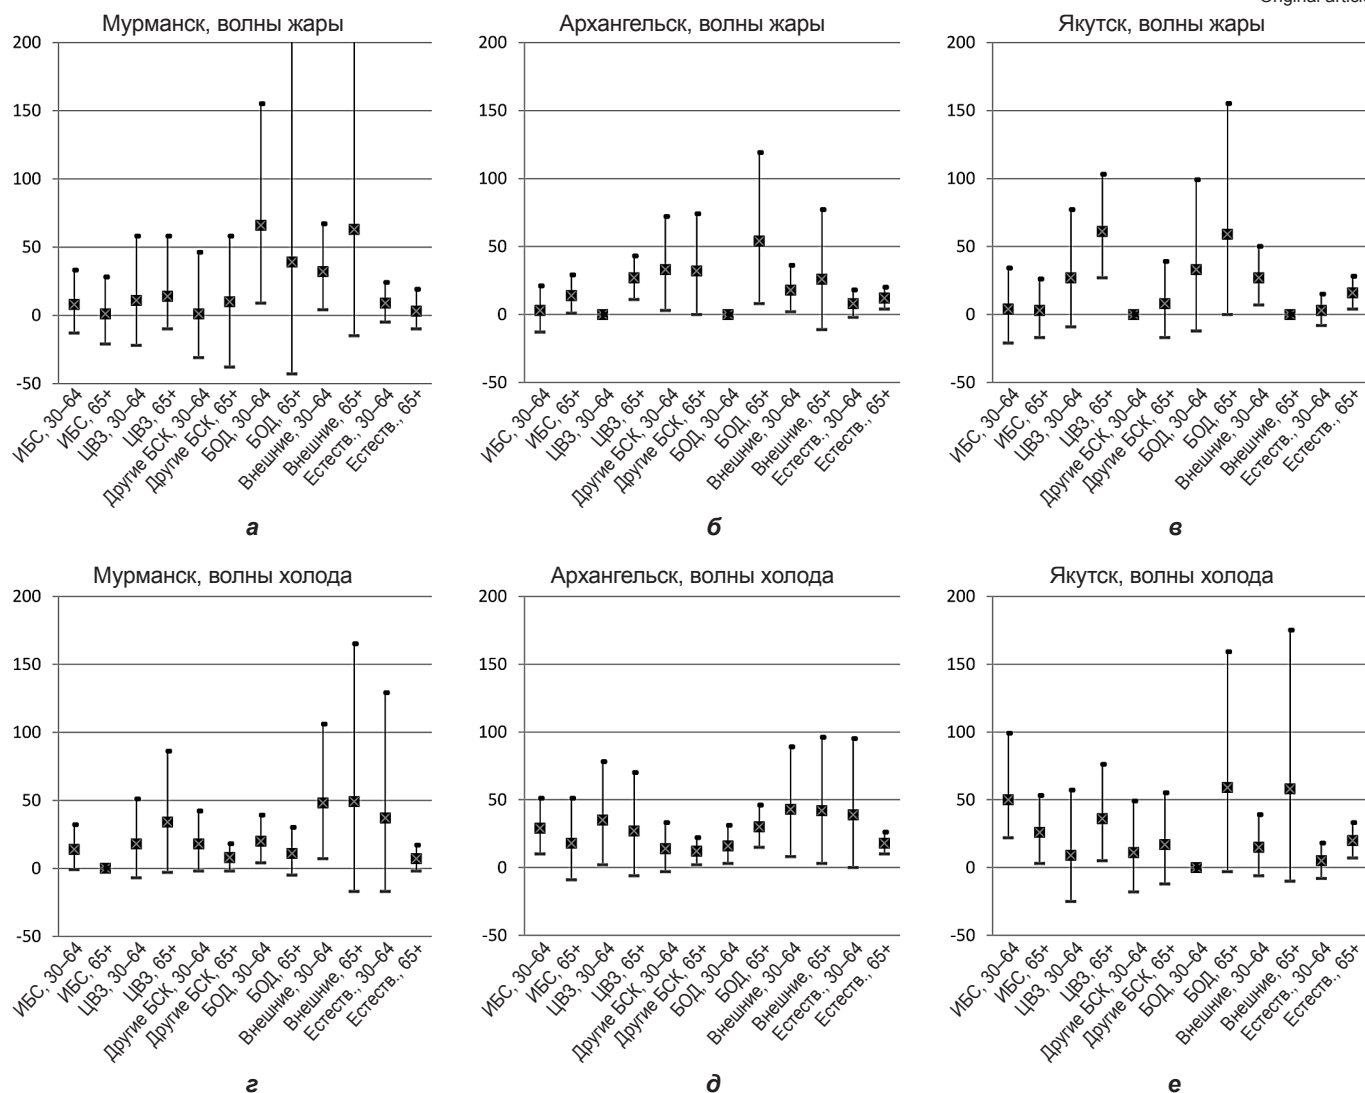 Original article
Мурманск, волны жары
Архангельск, волны жары
Якутск, волны жары
200
150
100
50
0
-50
200
150
100
50
0
-50
200
150
100
50
0
-50
ИБС, 30–64
ИБС, 65+
ЦВЗ, 30–64
ЦВЗ, 65+
Другие БСК, 30–64
Другие БСК, 65+
БОД, 30–64
БОД, 65+
Внешние, 30–64
Внешние, 65+
Естеств., 30–64
Естеств., 65+
ИБС, 30–64
ИБС, 65+
ЦВЗ, 30–64
ЦВЗ, 65+
Другие БСК, 30–64
Другие БСК, 65+
БОД, 30–64
БОД, 65+
Внешние, 30–64
Внешние, 65+
Естеств., 30–64
Естеств., 65+
ИБС, 30–64
ИБС, 65+
ЦВЗ, 30–64
ЦВЗ, 65+
Другие БСК, 30–64
Другие БСК, 65+
БОД, 30–64
БОД, 65+
Внешние, 30–64
Внешние, 65+
Естеств., 30–64
Естеств., 65+
а
б
в
Мурманск, волны холода
Архангельск, волны холода
Якутск, волны холода
200
150
100
50
0
-50
200
150
100
50
0
-50
200
150
100
50
0
-50
ИБС, 30–64
ИБС, 65+
ЦВЗ, 30–64
ЦВЗ, 65+
Другие БСК, 30–64
Другие БСК, 65+
БОД, 30–64
БОД, 65+
Внешние, 30–64
Внешние, 65+
Естеств., 30–64
Естеств., 65+
ИБС, 30–64
ИБС, 65+
ЦВЗ, 30–64
ЦВЗ, 65+
Другие БСК, 30–64
Другие БСК, 65+
БОД, 30–64
БОД, 65+
Внешние, 30–64
Внешние, 65+
Естеств., 30–64
Естеств., 65+
ИБС, 30–64
ИБС, 65+
ЦВЗ, 30–64
ЦВЗ, 65+
Другие БСК, 30–64
Другие БСК, 65+
БОД, 30–64
БОД, 65+
Внешние, 30–64
Внешние, 65+
Естеств., 30–64
Естеств., 65+
г
д
е